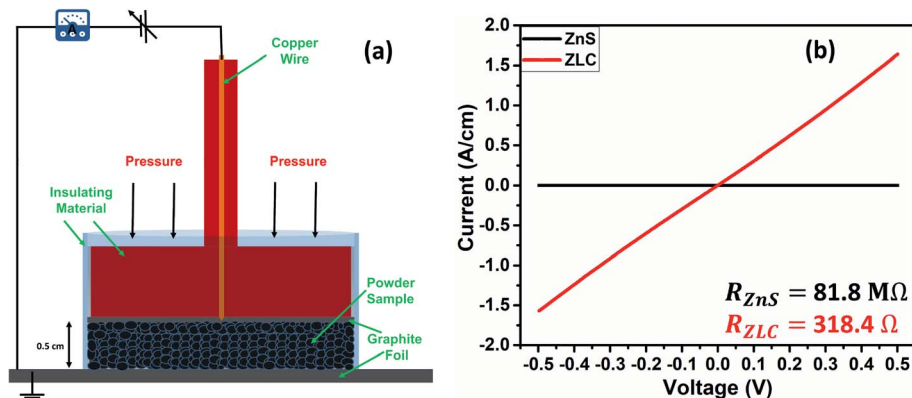 A
(a)
Copper
Wire
Pressure
Pressure
Insulating
Material
Powder
Sample
0.5 cm
Graphite
Foil
(b)
ZnS
ZLC
Current (A/cm)
2.0
1.5
1.0
0.5
0.0
-0.5
-1.0
-1.5
-2.0
R_ZnS = 81.8 MΩ
R_ZLC = 318.4 Ω
-0.5 -0.4 -0.3 -0.2 -0.1 0.0 0.1 0.2 0.3 0.4 0.5
Voltage (V)